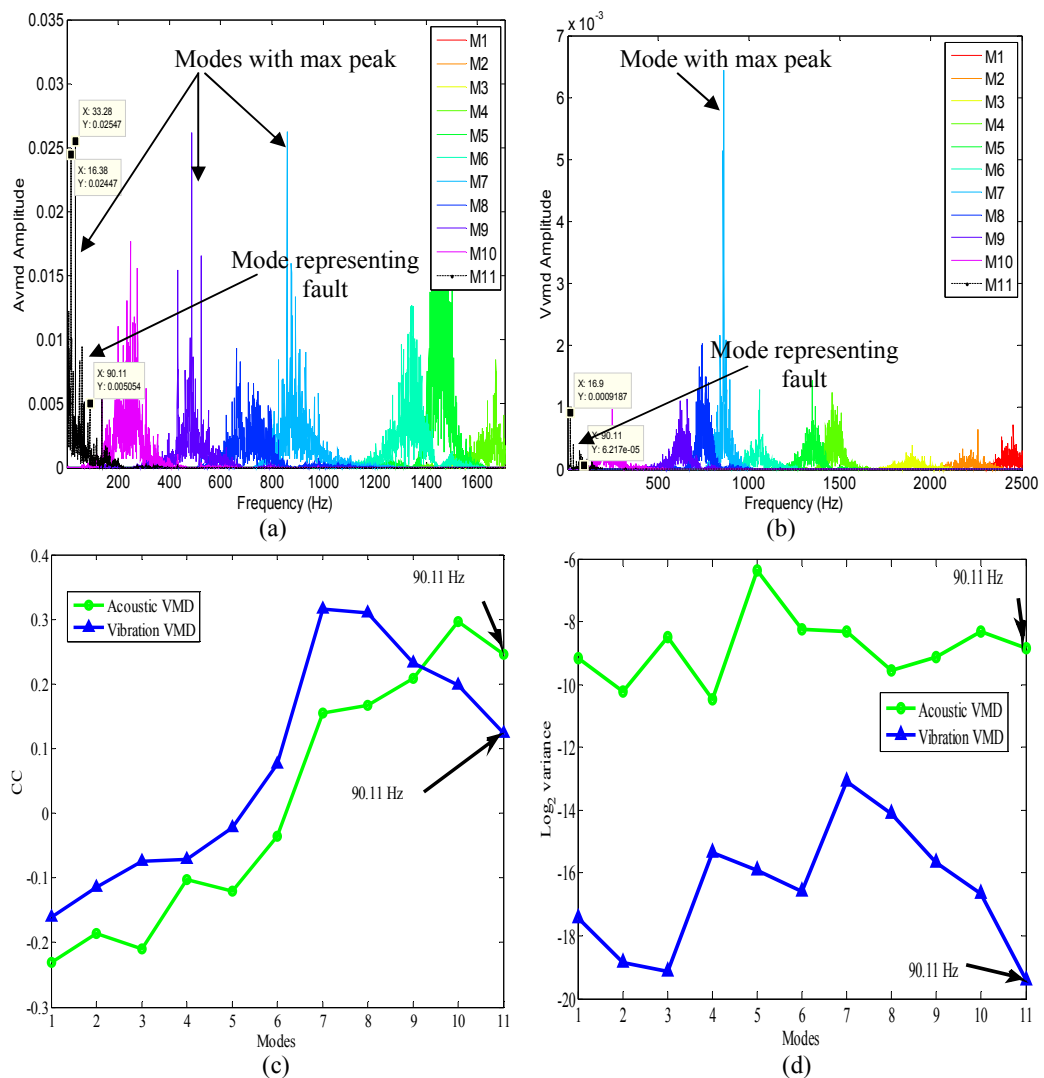 0.035
0.03
0.025
0.02
0.015
0.01
0.005
0
Avmd Amplitude
Modes with max peak
X: 33.28
Y: 0.02547
X: 16.38
Y: 0.02447
Mode representing
fault
X: 90.11
Y: 0.005054
M1
M2
M3
M4
M5
M6
M7
M8
M9
M10
M11
200 400 600 800 1000 1200 1400 1600
Frequency (Hz)
(a)
7 x 10^-3
6
5
4
3
2
1
0
Vvmd Amplitude
Mode with max peak
Mode representing
fault
X: 16.9
Y: 0.0009187
X: 90.11
Y: 6.217e-05
M1
M2
M3
M4
M5
M6
M7
M8
M9
M10
M11
500 1000 1500 2000 2500
Frequency (Hz)
(b)
0.4
0.3
0.2
0.1
0
-0.1
-0.2
-0.3
CC
Acoustic VMD
Vibration VMD
90.11 Hz
90.11 Hz
1 2 3 4 5 6 7 8 9 10 11
Modes
(c)
-6
-8
-10
-12
-14
-16
-18
-20
Log2 variance
90.11 Hz
Acoustic VMD
Vibration VMD
90.11 Hz
1 2 3 4 5 6 7 8 9 10 11
Modes
(d)